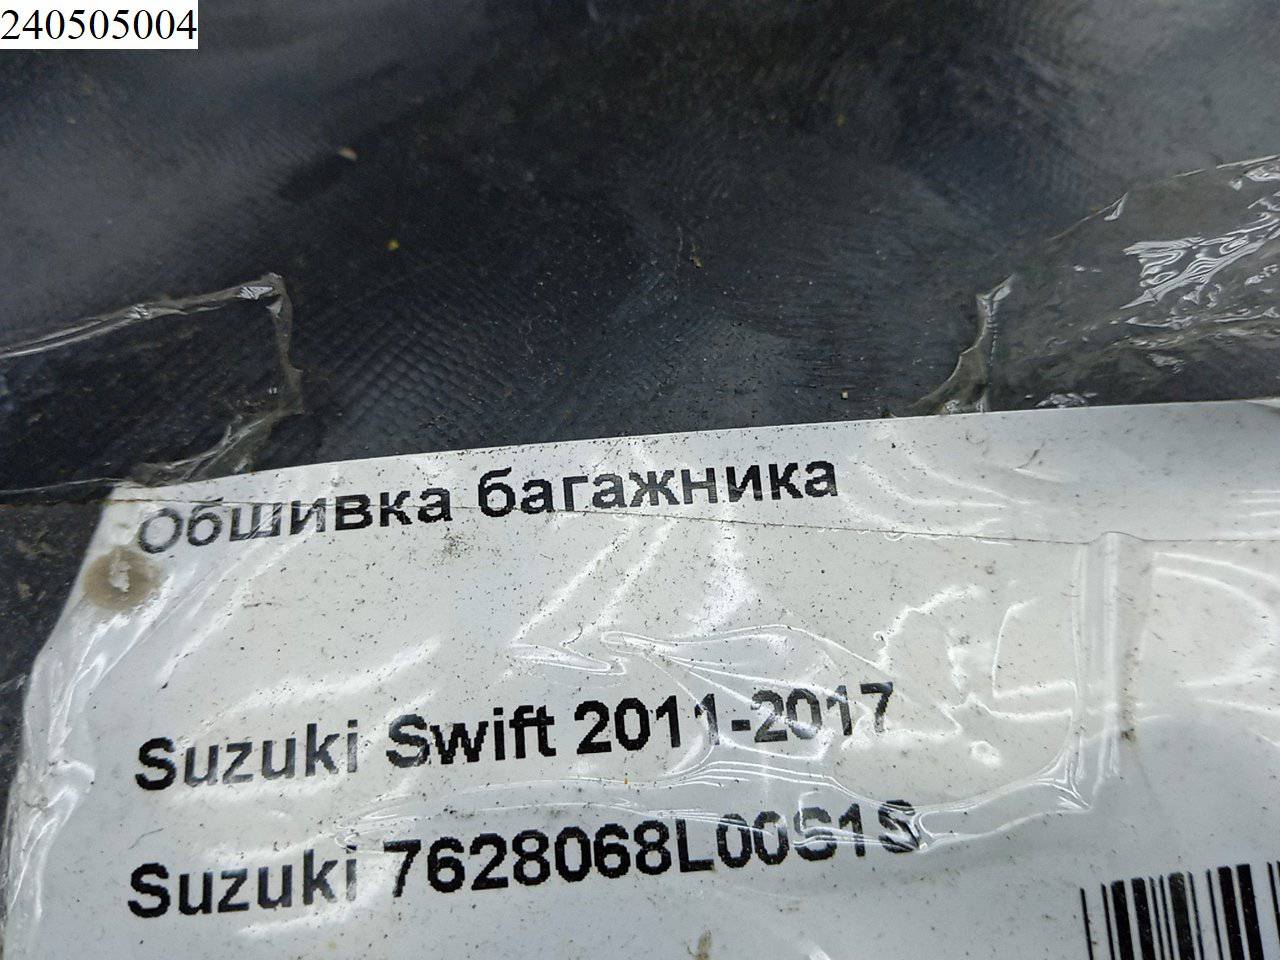 240505004
Обшивка багажника
Suzuki Swift 2011-2017
Suzuki 7628068L00S1S